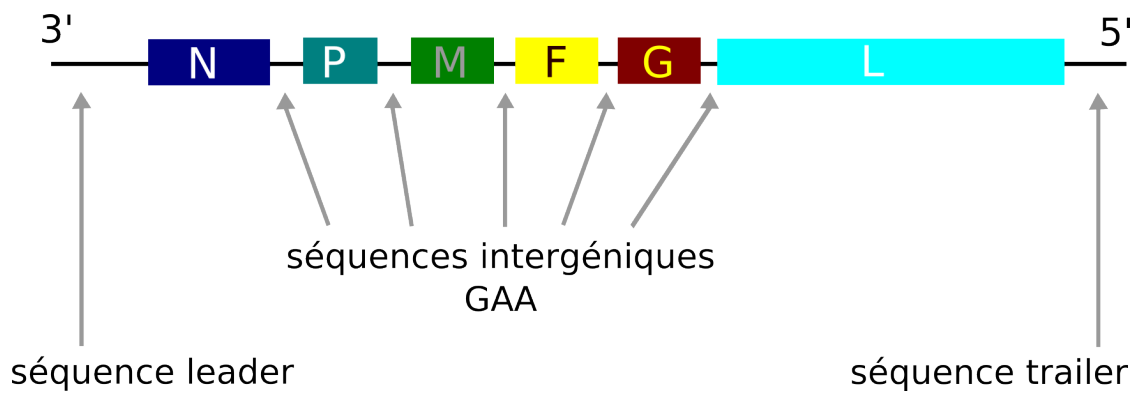 3'
5'
N P M F G L
séquences intergéniques
GAA
séquence leader
séquence trailer